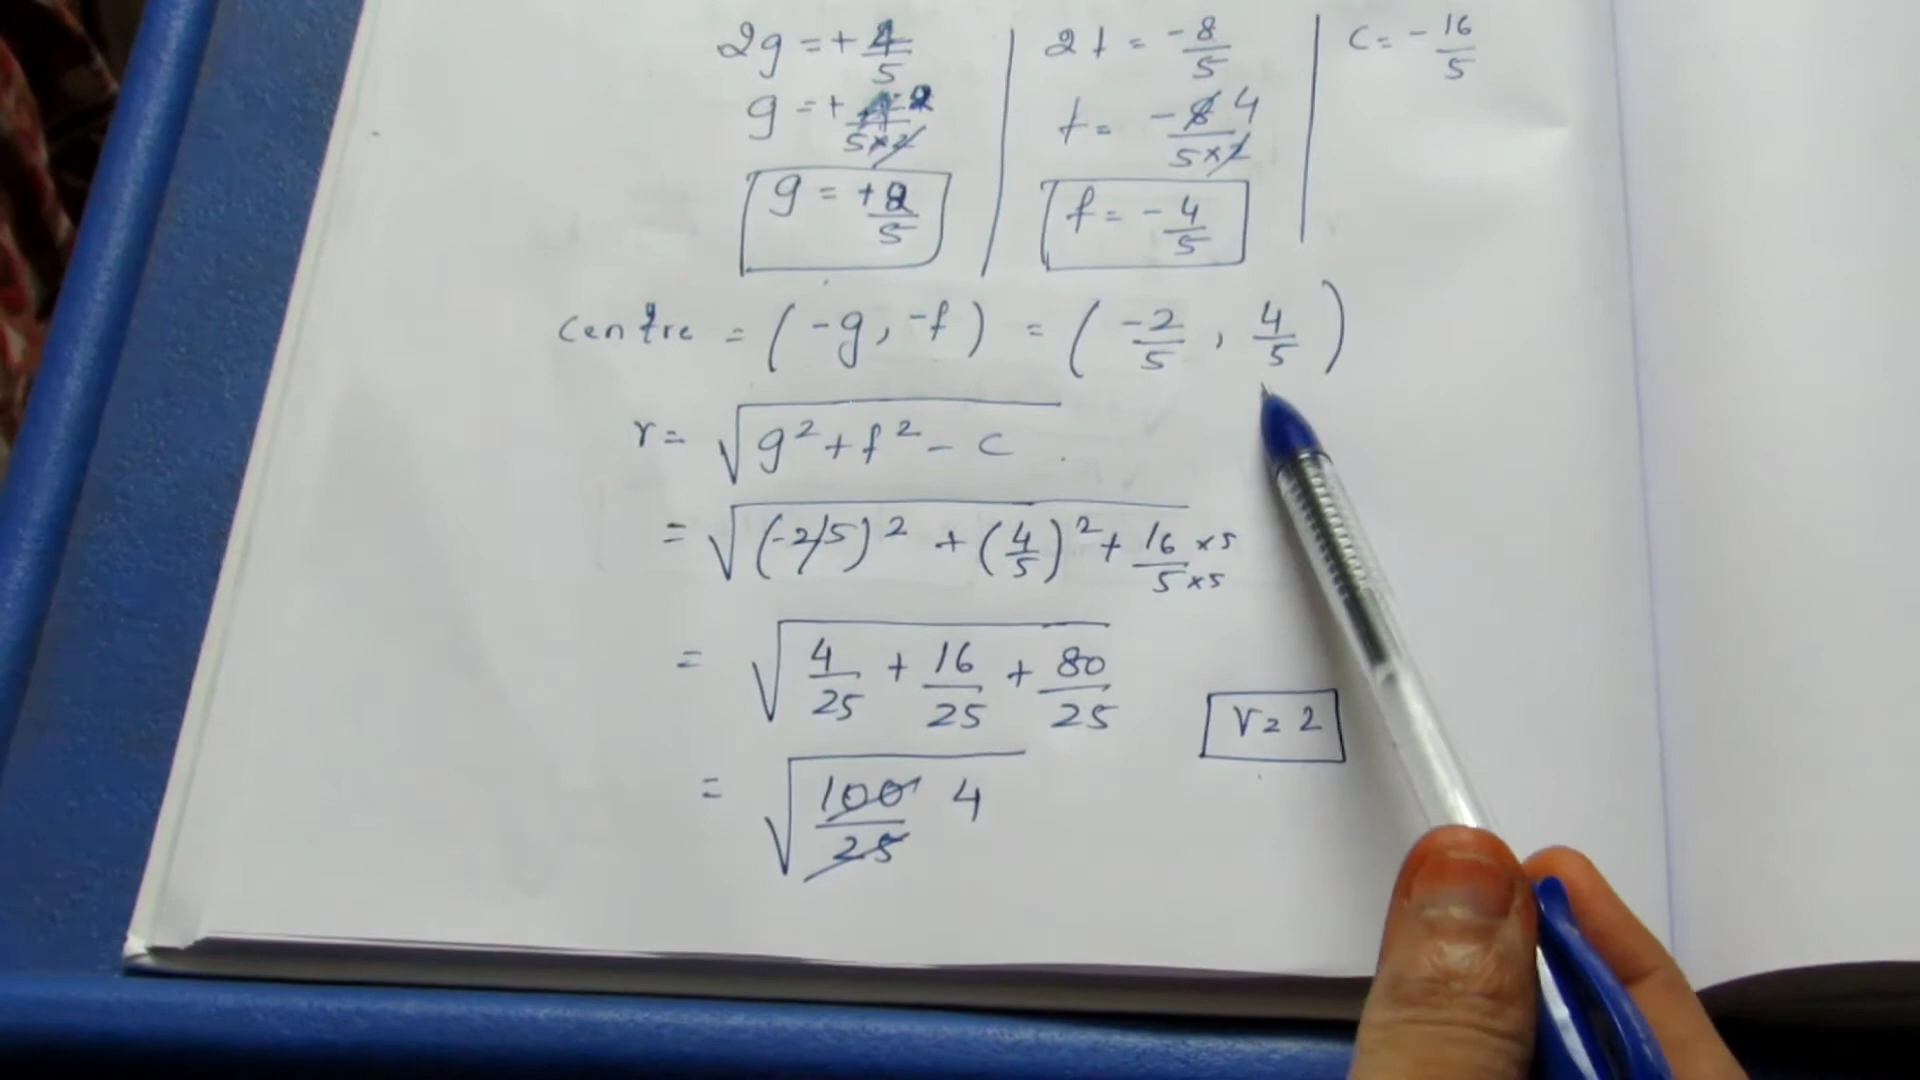 2g = + 4/5 | 2f = - 8/5 | c = - 16/5
g = + 4 2/5×2 | f = - 8 4/5×2
g = + 2/5 | f = - 4/5
Centre = (-g, -f) = (-2/5, 4/5)
r = √g² + f² - c
= √(-2/5)² + (4/5)² + 16×5/5×5
= √4/25 + 16/25 + 80/25
r = 2
= √100/25 4